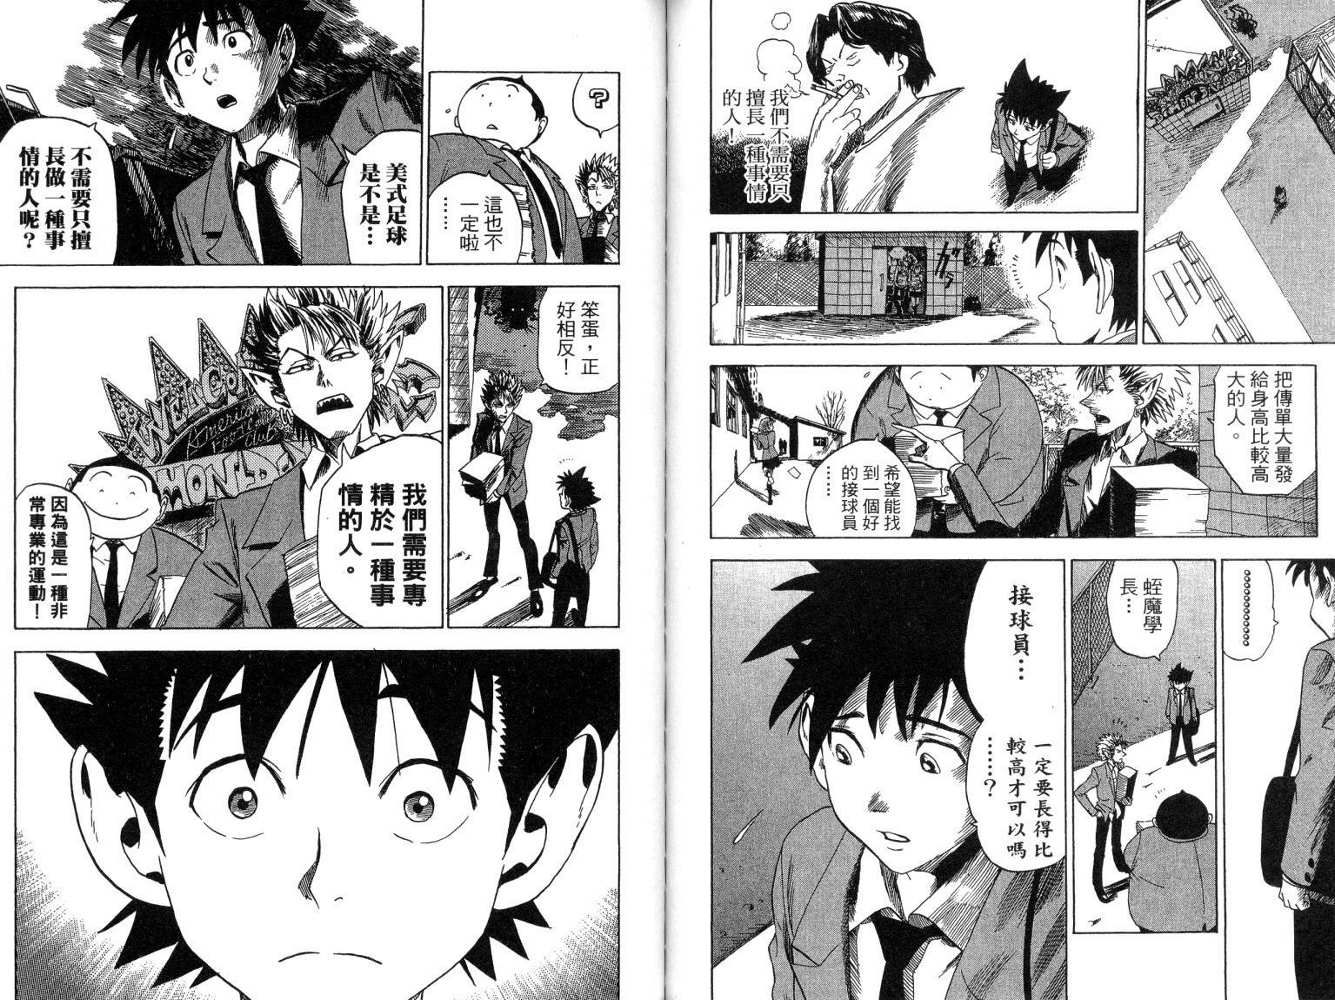 我們不需要只
擅長一種事情
的人！
ガラ
把傳單大量發
給身高比較高
大的人。
希望能找
到一個好
的接球員
……
…………
蛭魔學
長…
接球員…
一定要長得比
較高才可以嗎
……？
？
這也不
一定啦
……
美式足球
是不是…
不需要只擅
長做一種事
情的人呢？
笨蛋，正
好相反！
我們需要專
精於一種事
情的人。
因為這是一種非
常專業的運動！
WELCOME
American
Football